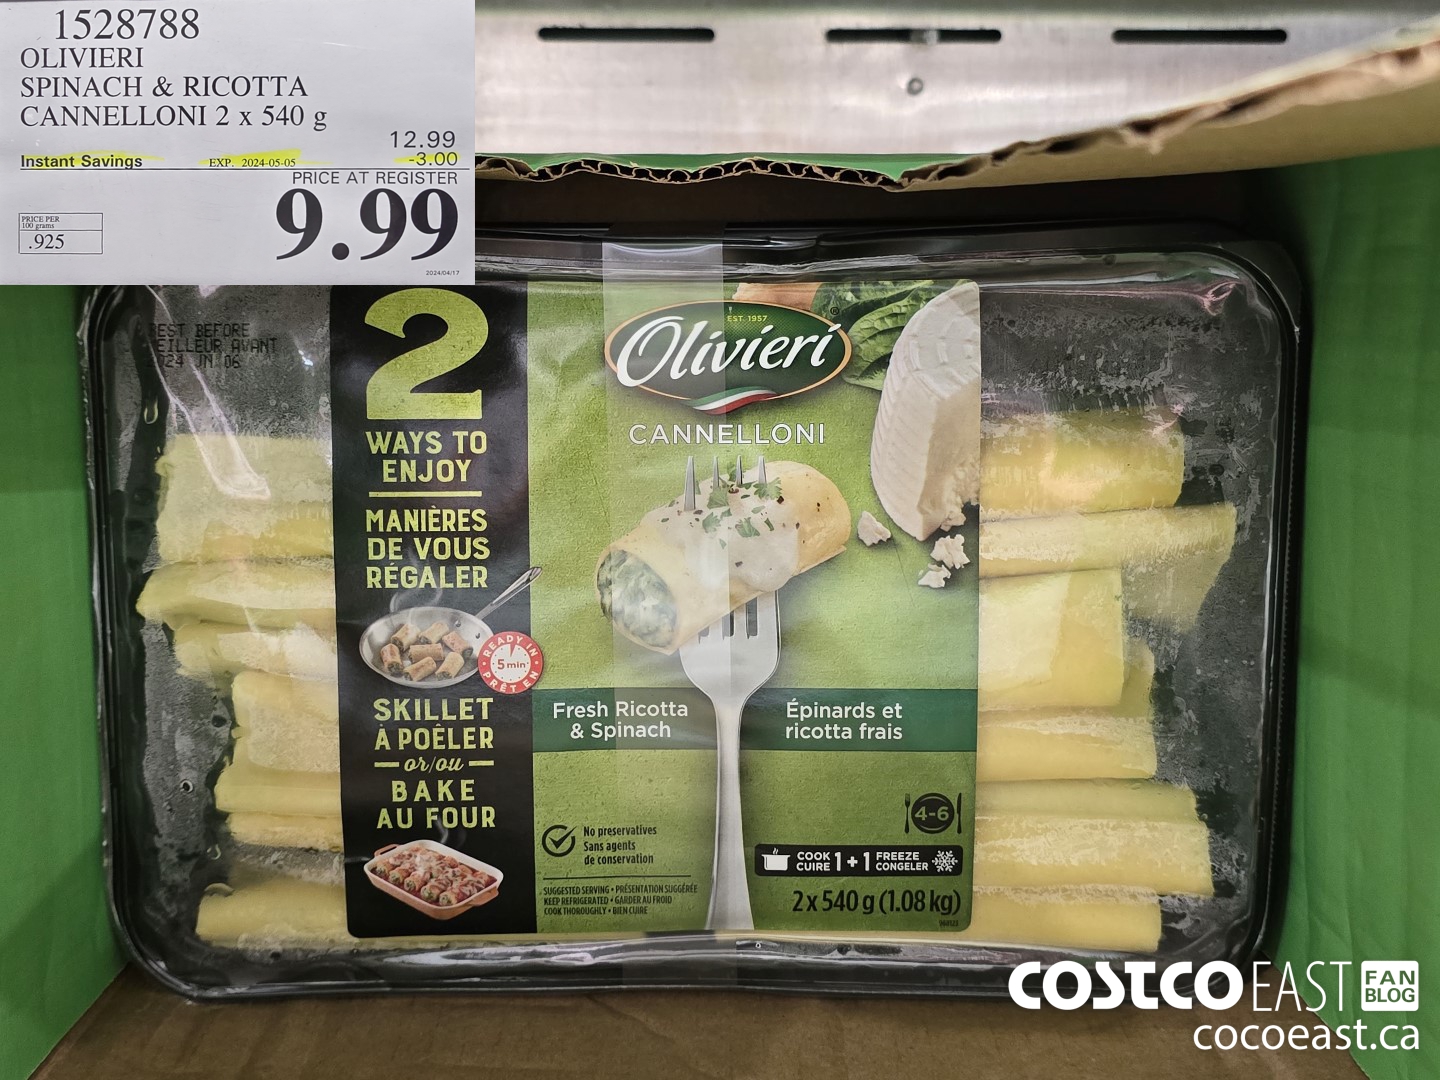 1528788
OLIVIERI
SPINACH & RICOTTA
CANNELLONI 2 x 540 g
12.99
Instant Savings EXP. 2024-05-05 -3.00
PRICE AT REGISTER
9.99
PRICE PER
100 grams
.925
2024/04/17
BEST BEFORE
EILLEUR AVANT
024 JN 06
2
WAYS TO
ENJOY
MANIÈRES
DE VOUS
RÉGALER
READY IN
5 min
PRÊT EN
SKILLET
À POÊLER
or/ou
BAKE
AU FOUR
EST. 1957
Olivieri
CANNELLONI
Fresh Ricotta
& Spinach
Épinards et
ricotta frais
No preservatives
Sans agents
de conservation
SUGGESTED SERVING • PRÉSENTATION SUGGÉRÉE
KEEP REFRIGERATED • GARDER AU FROID
COOK THOROUGHLY • BIEN CUIRE
4-6
COOK
CUIRE
1+1
FREEZE
CONGELER
2 x 540 g (1.08 kg)
COSTCO EAST FAN
BLOG
cocoeast.ca